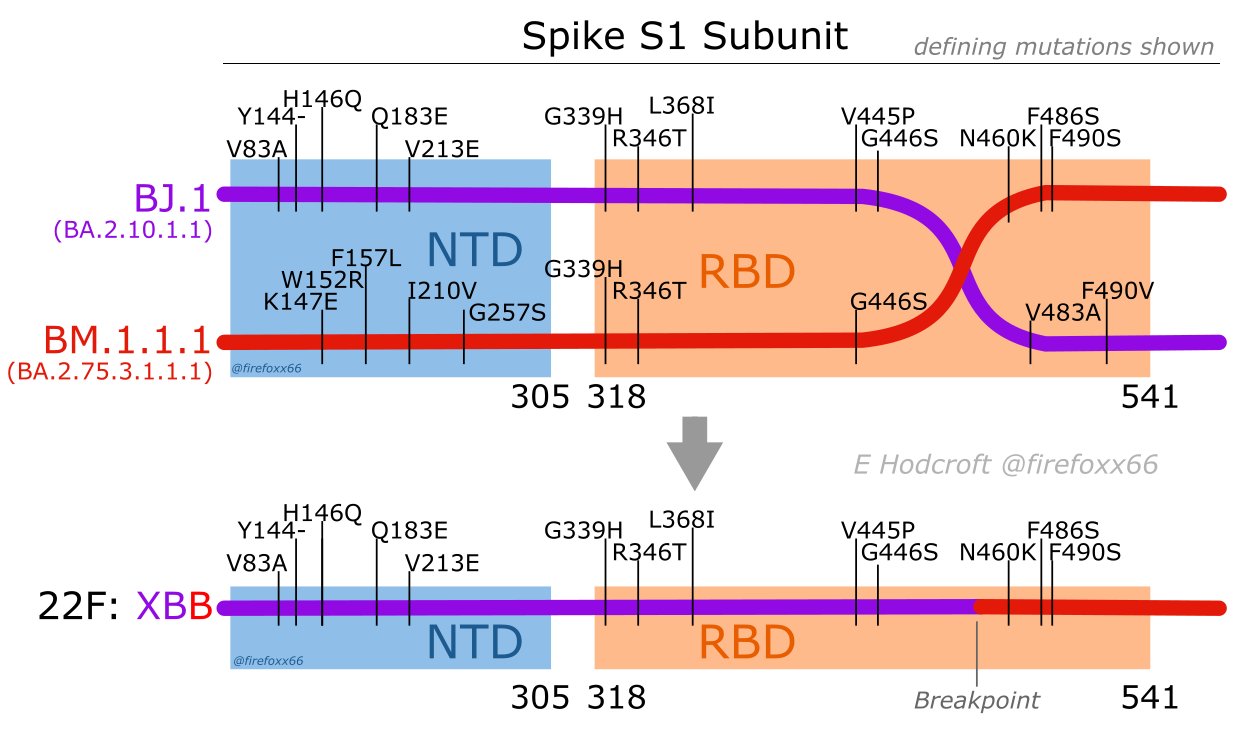 Spike S1 Subunit
defining mutations shown
H146Q L368I
Y144- Q183E G339H V445P F486S
V83A V213E R346T G446S N460K F490S
BJ.1
(BA.2.10.1.1)
NTD
RBD
F157L G339H
W152R I210V R346T F490V
K147E G257S G446S V483A
BM.1.1.1
(BA.2.75.3.1.1.1)
@firefoxx66
305 318 541
E Hodcroft @firefoxx66
H146Q L368I
Y144- Q183E G339H V445P F486S
V83A V213E R346T G446S N460K F490S
22F: XBB
NTD RBD
@firefoxx66
305 318 Breakpoint 541